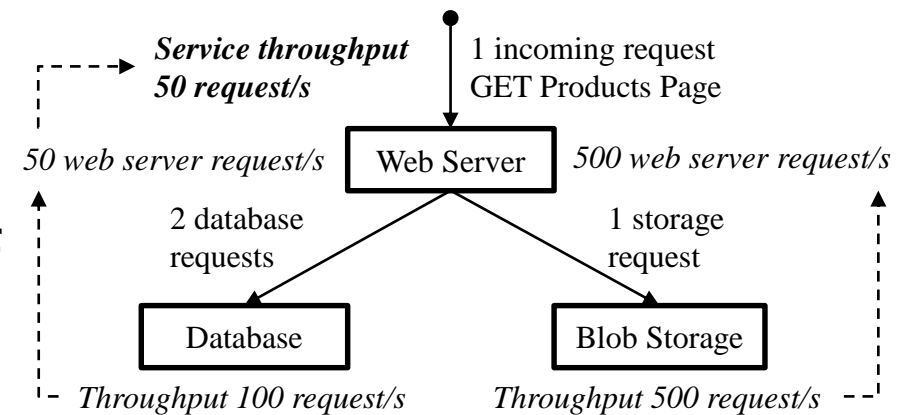 Service throughput
50 request/s
1 incoming request
GET Products Page
50 web server request/s
Web Server
500 web server request/s
2 database
requests
1 storage
request
Database
Blob Storage
Throughput 100 request/s
Throughput 500 request/s